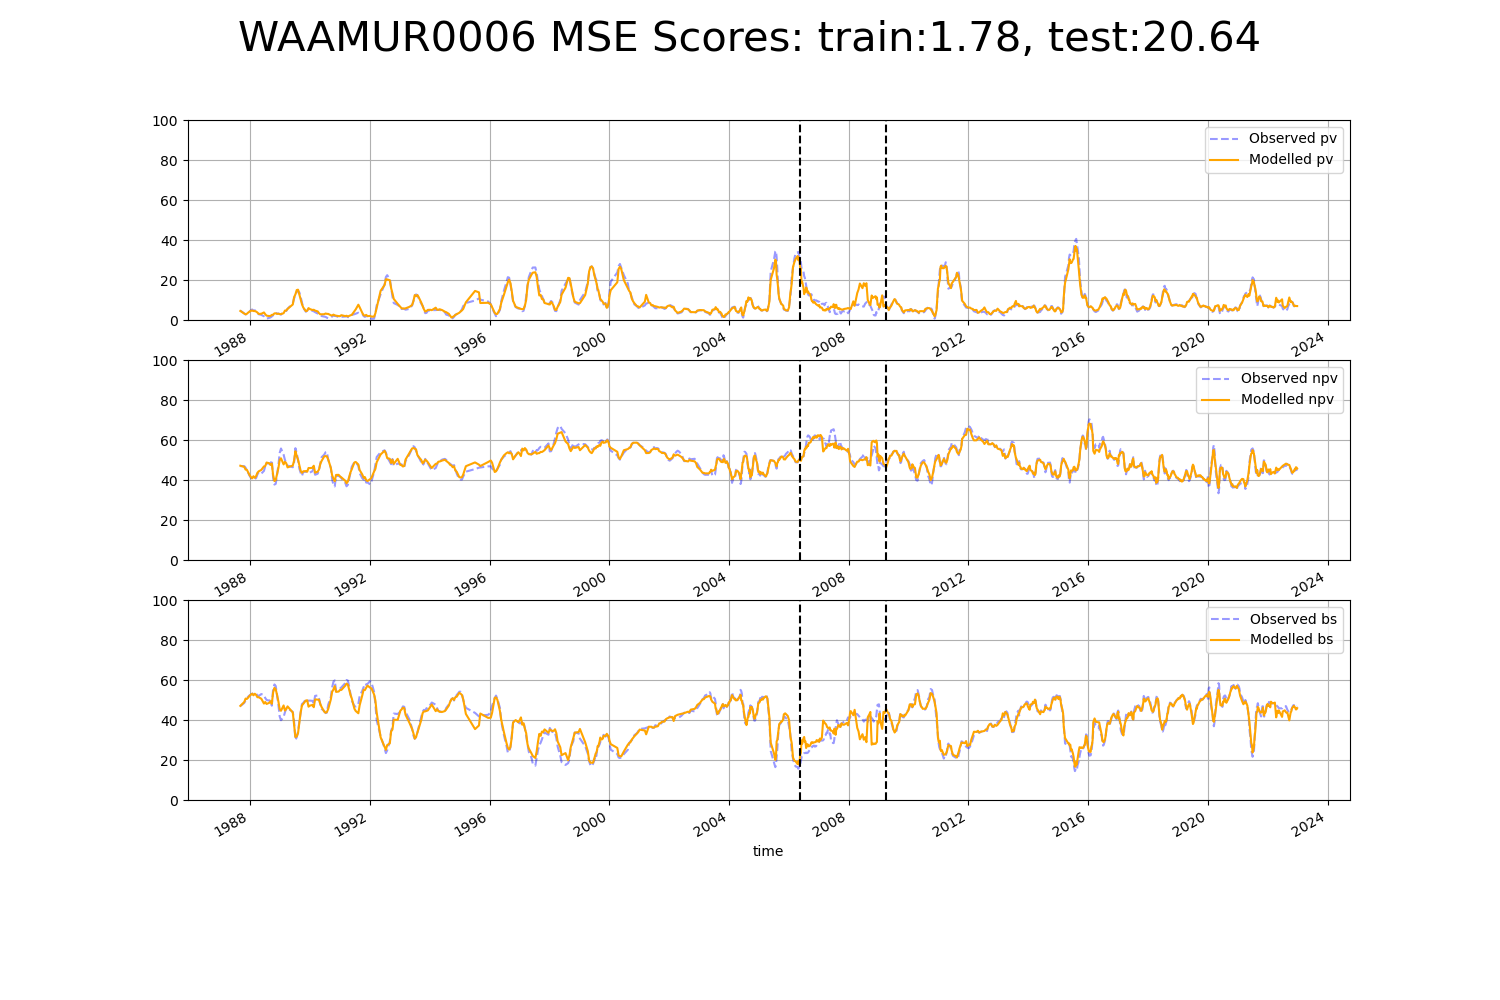 WAAMUR0006 MSE Scores: train:1.78, test:20.64
100
80
60
40
20
0
Observed pv
Modelled pv
1988 1992 1996 2000 2004 2008 2012 2016 2020 2024
100
80
60
40
20
0
Observed npv
Modelled npv
1988 1992 1996 2000 2004 2008 2012 2016 2020 2024
100
80
60
40
20
0
Observed bs
Modelled bs
1988 1992 1996 2000 2004 2008 2012 2016 2020 2024
time